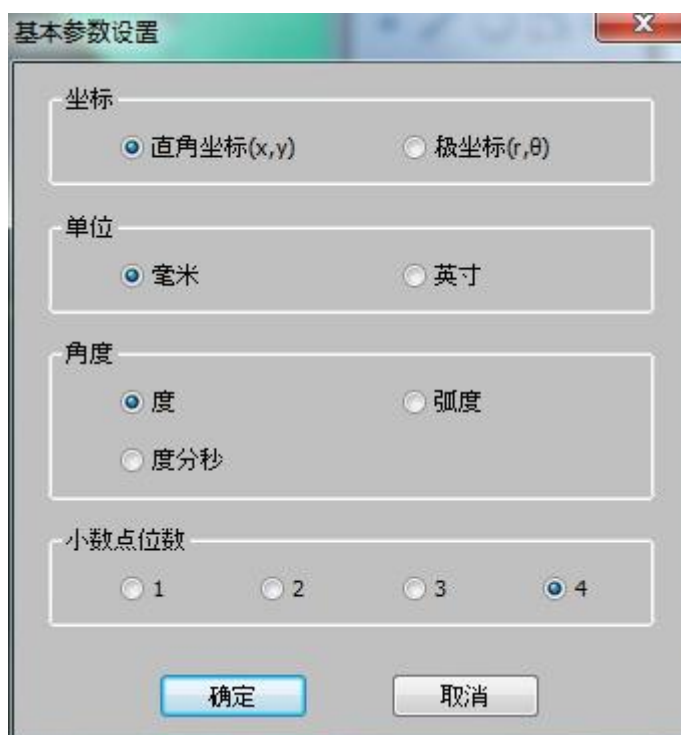 基本参数设置
坐标
直角坐标(x,y) 极坐标(r,θ)
单位
毫米 英寸
角度
度 弧度
度分秒
小数点位数
1 2 3 4
确定 取消